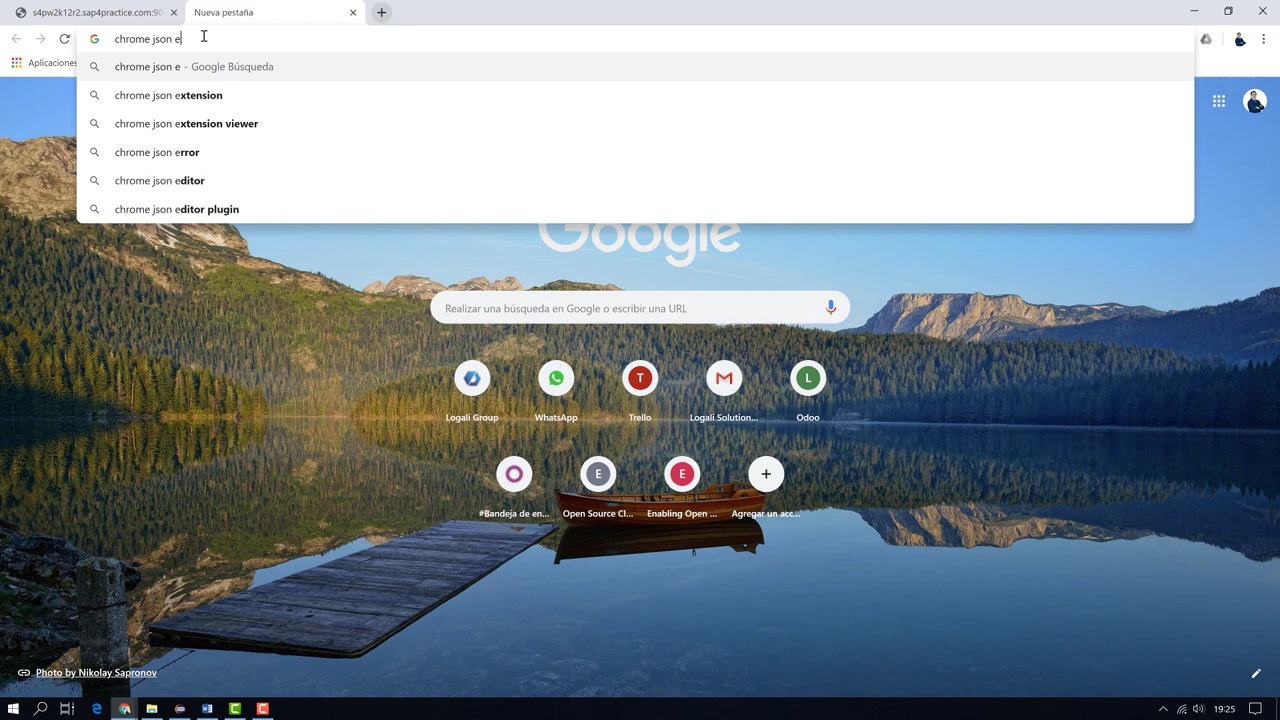 s4pw2k12r2.sap4practice.com:90
Nueva pestaña
chrome json e
Aplicaciones
chrome json e - Google Búsqueda
chrome json extension
chrome json extension viewer
chrome json error
chrome json editor
chrome json editor plugin
Google
Realizar una búsqueda en Google o escribir una URL
T
L
Logali Group
WhatsApp
Trello
Logali Solution...
Odoo
E
E
#Bandeja de en...
Open Source Cl...
Enabling Open ...
Agregar un acc...
Photo by Nikolay Sapronov
19:25